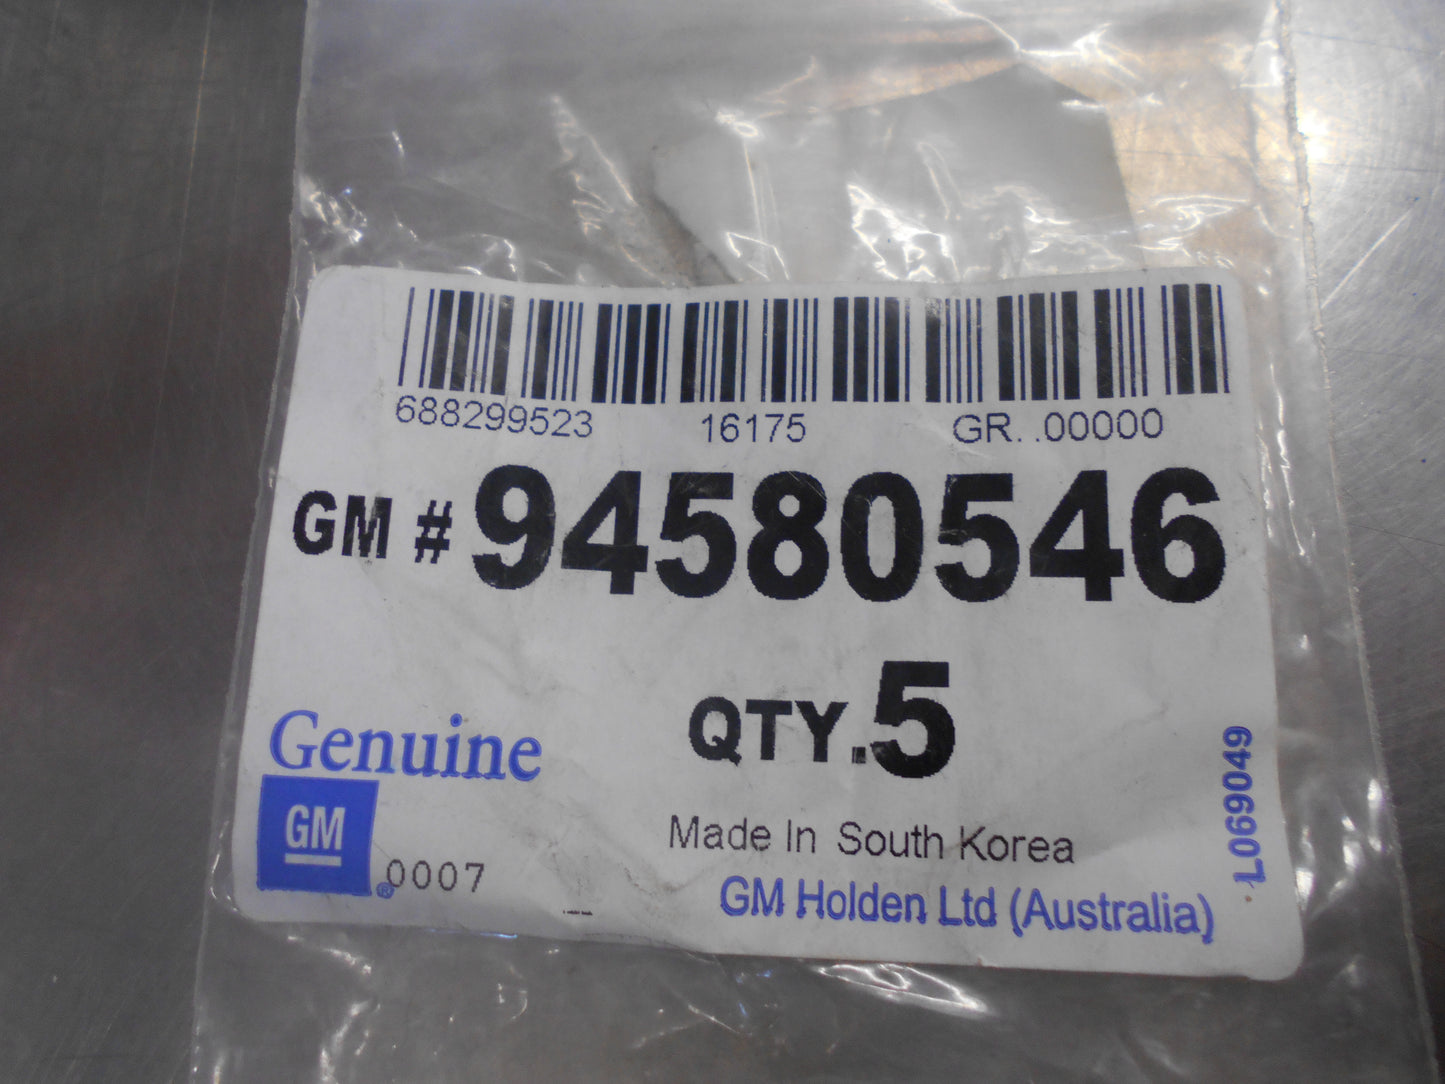 688299523 16175 GR. .00000
GM # 94580546
QTY. 5
Genuine
GM
® 0007
Made In South Korea
GM Holden Ltd (Australia)
L069049